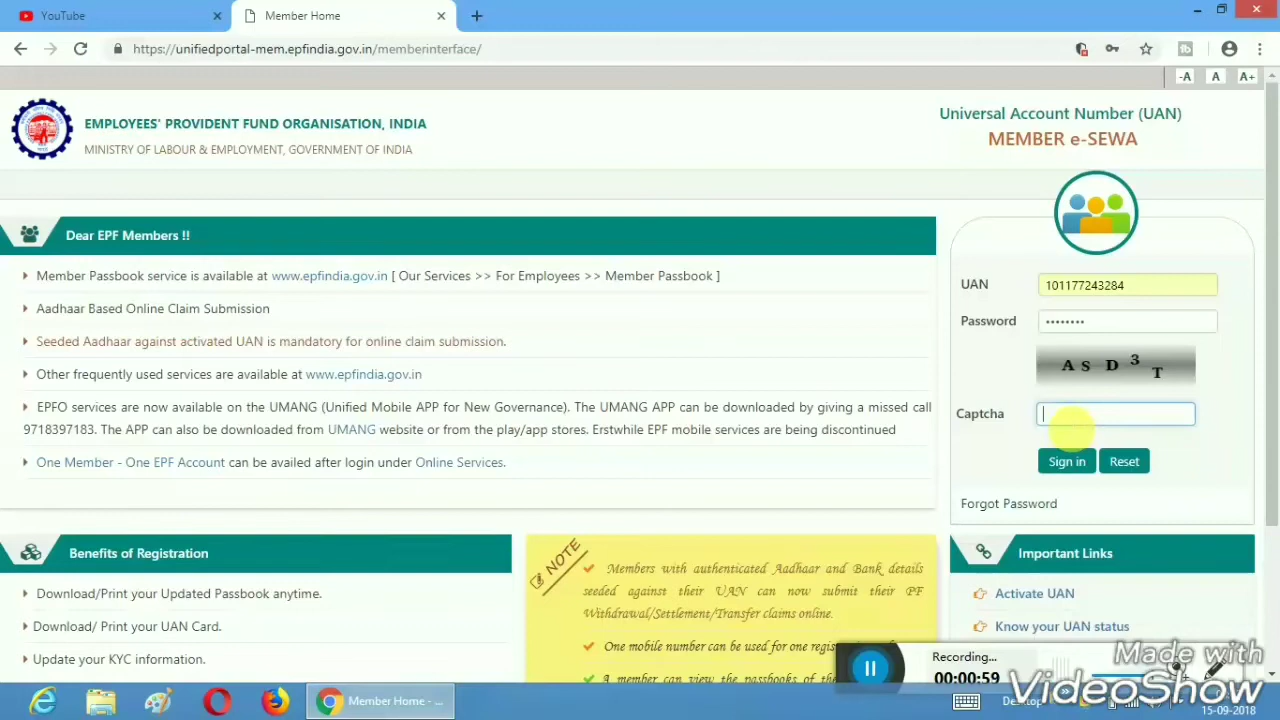 YouTube
Member Home
https://unifiedportal-mem.epfindia.gov.in/memberinterface/
-A A A+
EMPLOYEES' PROVIDENT FUND ORGANISATION, INDIA
MINISTRY OF LABOUR & EMPLOYMENT, GOVERNMENT OF INDIA
Universal Account Number (UAN)
MEMBER e-SEWA
Dear EPF Members !!
Member Passbook service is available at www.epfindia.gov.in [ Our Services >> For Employees >> Member Passbook ]
Aadhaar Based Online Claim Submission
Seeded Aadhaar against activated UAN is mandatory for online claim submission.
Other frequently used services are available at www.epfindia.gov.in
EPFO services are now available on the UMANG (Unified Mobile APP for New Governance). The UMANG APP can be downloaded by giving a missed call
9718397183. The APP can also be downloaded from UMANG website or from the play/app stores. Erstwhile EPF mobile services are being discontinued
One Member - One EPF Account can be availed after login under Online Services.
UAN 101177243284
Password ••••••••
A S D 3 T
Captcha
Sign in Reset
Forgot Password
Benefits of Registration
Download/Print your Updated Passbook anytime.
Download/ Print your UAN Card.
Update your KYC information.
NOTE
Members with authenticated Aadhaar and Bank details
seeded against their UAN can now submit their PF
Withdrawal/Settlement/Transfer claims online.
One mobile number can be used for one
A member can view the passbooks of the
Important Links
Activate UAN
Know your UAN status
Recording...
00:00:59
Made with
VideoShow
Member Home - ...
15-09-2018